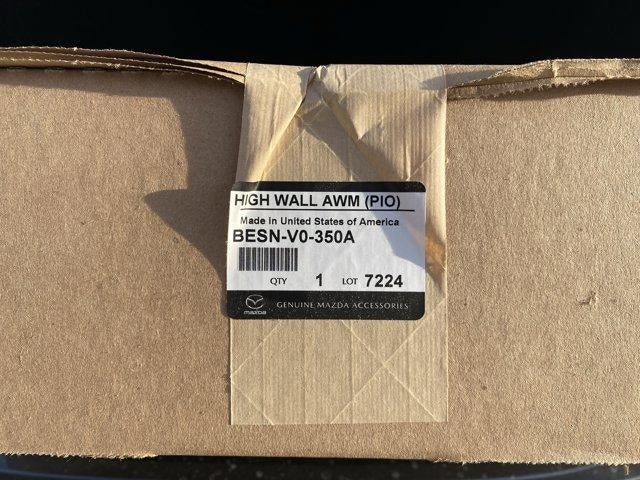 HIGH WALL AWM (PIO)
Made in United States of America
BESN-V0-350A
QTY 1 LOT 7224
mazda GENUINE MAZDA ACCESSORIES